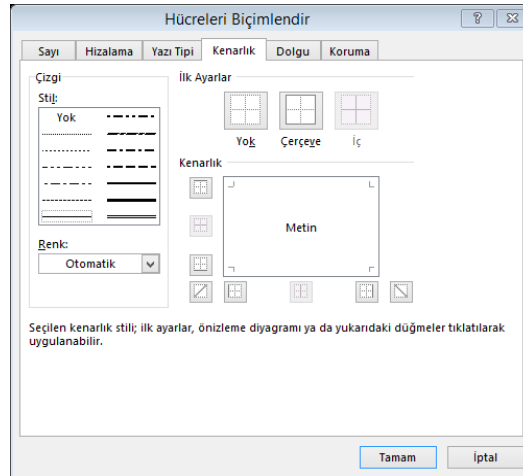 Hücreleri Biçimlendir
Sayı Hizalama Yazı Tipi Kenarlık Dolgu Koruma
Çizgi
Stil:
Yok
Renk:
Otomatik
İlk Ayarlar
Yok Çerçeve İç
Kenarlık
Metin
Seçilen kenarlık stili; ilk ayarlar, önizleme diyagramı ya da yukarıdaki düğmeler tıklatılarak
uygulanabilir.
Tamam İptal